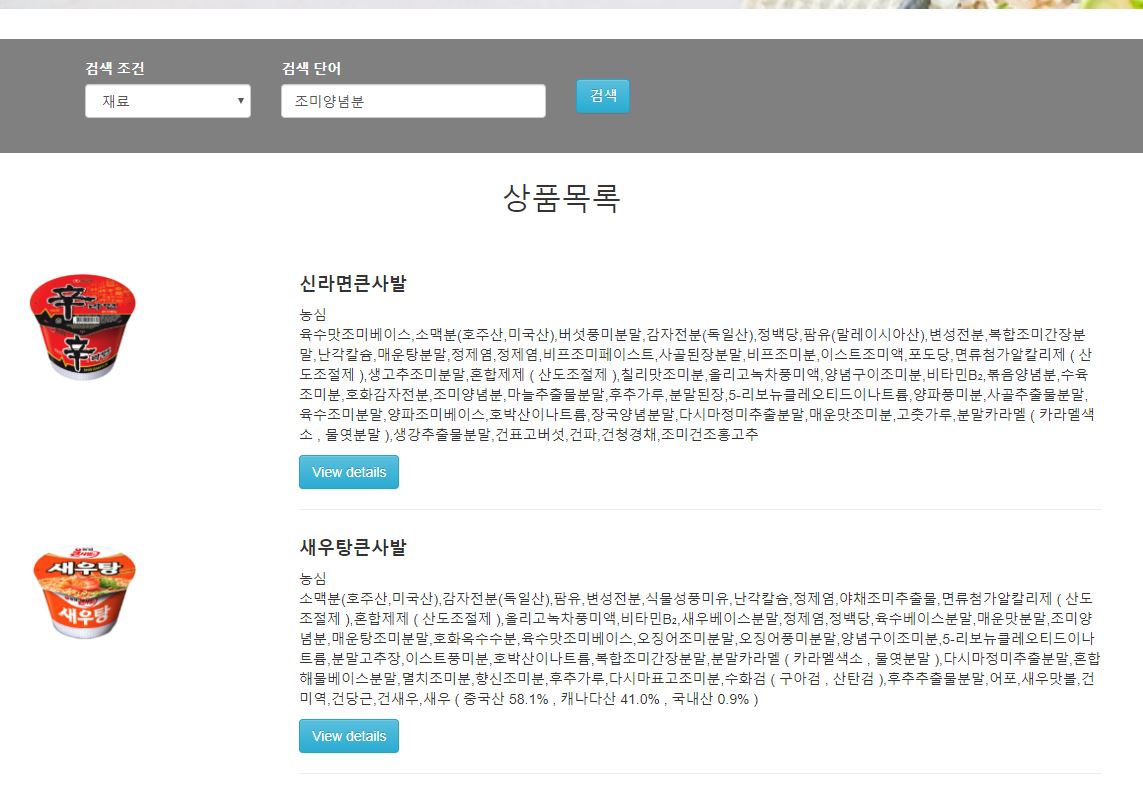 검색 조건
검색 단어
재료
조미양념분
검색
상품목록
신라면큰사발
농심
육수맛조미베이스,소맥분(호주산,미국산),버섯풍미분말,감자전분(독일산),정백당,팜유(말레이시아산),변성전분,복합조미간장분
말,난각칼슘,매운탕분말,정제염,정제염,비프조미페이스트,사골된장분말,비프조미분,이스트조미액,포도당,면류첨가알칼리제 ( 산
도조절제 ),생고추조미분말,혼합제제 ( 산도조절제 ),칠리맛조미분,올리고녹차풍미액,양념구이조미분,비타민B₂,볶음양념분,수육
조미분,호화감자전분,조미양념분,마늘추출물분말,후추가루,분말된장,5-리보뉴클레오티드이나트륨,양파풍미분,사골추출물분말,
육수조미분말,양파조미베이스,호박산이나트륨,장국양념분말,다시마정미추출분말,매운맛조미분,고춧가루,분말카라멜 ( 카라멜색
소 , 물엿분말 ),생강추출물분말,건표고버섯,건파,건청경채,조미건조홍고추
View details
辛라면
辛
새우탕큰사발
농심
소맥분(호주산,미국산),감자전분(독일산),팜유,변성전분,식물성풍미유,난각칼슘,정제염,야채조미추출물,면류첨가알칼리제 ( 산도
조절제 ),혼합제제 ( 산도조절제 ),올리고녹차풍미액,비타민B₂,새우베이스분말,정제염,정백당,육수베이스분말,매운맛분말,조미양
념분,매운탕조미분말,호화옥수수분,육수맛조미베이스,오징어조미분말,오징어풍미분말,양념구이조미분,5-리보뉴클레오티드이나
트륨,분말고추장,이스트풍미분,호박산이나트륨,복합조미간장분말,분말카라멜 ( 카라멜색소 , 물엿분말 ),다시마정미추출분말,혼합
해물베이스분말,멸치조미분,향신조미분,후추가루,다시마표고조미분,수화검 ( 구아검 , 산탄검 ),후추추출물분말,어포,새우맛볼,건
미역,건당근,건새우,새우 ( 중국산 58.1% , 캐나다산 41.0% , 국내산 0.9% )
View details
새우탕
새우탕